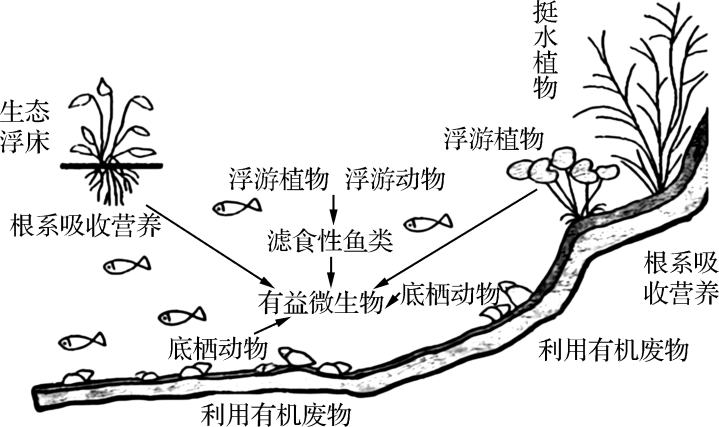 挺水植物
生态
浮床
浮游植物
浮游植物 浮游动物
根系吸收营养
滤食性鱼类
根系吸
收营养
有益微生物
底栖动物
底栖动物
利用有机废物
利用有机废物